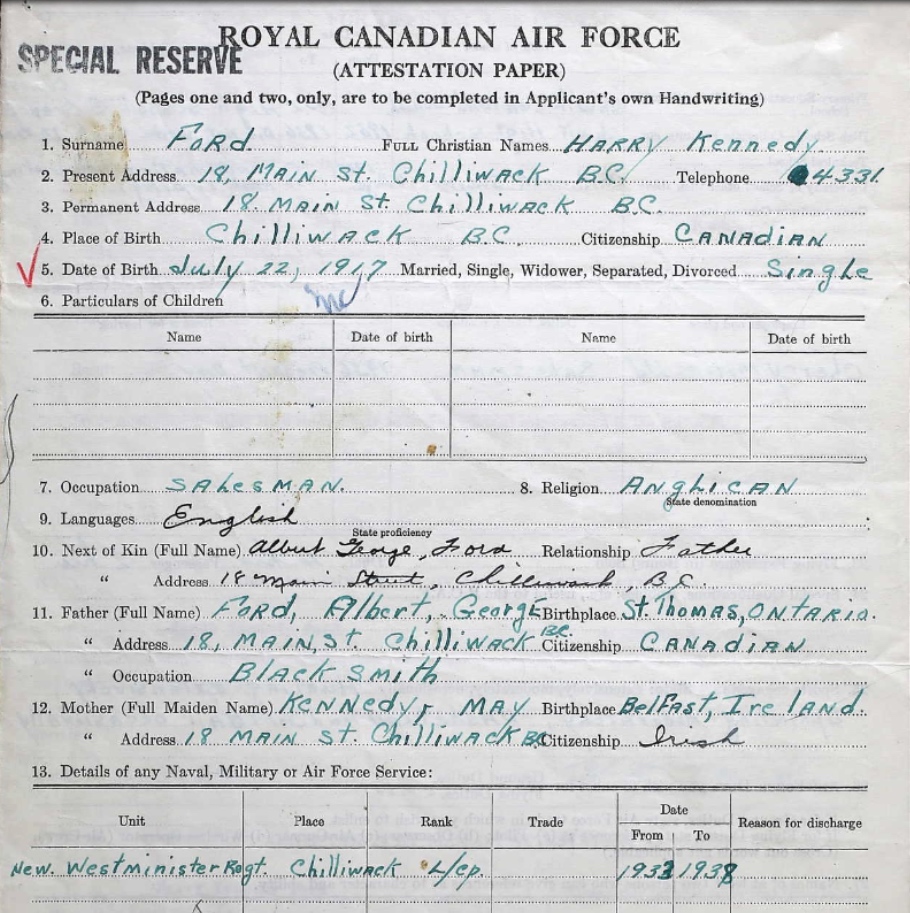 ROYAL CANADIAN AIR FORCE
SPECIAL RESERVE
(ATTESTATION PAPER)
(Pages one and two, only, are to be completed in Applicant's own Handwriting)
1. Surname Ford FULL Christian Names HARRY Kennedy
2. Present Address 18, MAIN St. Chilliwack B.C. Telephone 4331
3. Permanent Address 18. MAIN St. Chilliwack B.C.
4. Place of Birth Chilliwack B.C. Citizenship CANADIAN
5. Date of Birth July 22, 1917 Married, Single, Widower, Separated, Divorced Single
6. Particulars of Children
Name Date of birth Name Date of birth
7. Occupation SALESMAN. 8. Religion ANGLICAN
State denomination
9. Languages English
State proficiency
10. Next of Kin (Full Name) Albert George, Ford Relationship Father
" Address 18 Main Street, Chilliwack B.C.
11. Father (Full Name) FORD, Albert, George Birthplace St. Thomas, ONTARIO.
" Address 18, MAIN, St. Chilliwack B.C. Citizenship CANADIAN
" Occupation Black Smith
12. Mother (Full Maiden Name) KENNEDY, MAY Birthplace Belfast, Ireland.
" Address 18 MAIN St. Chilliwack BC Citizenship Irish
13. Details of any Naval, Military or Air Force Service:
Unit Place Rank Trade Date Reason for discharge
From To
New. Westminister Regt. Chilliwack L/cp. 1938